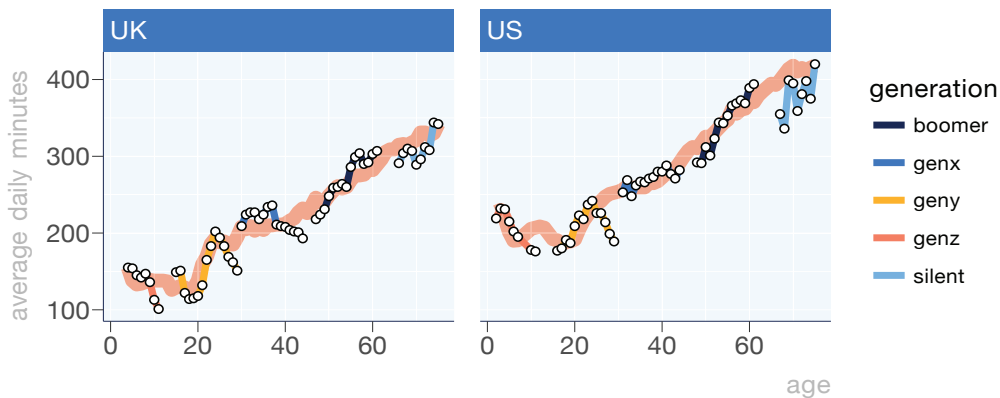 UK
US
average daily minutes
400
300
200
100
0
20
40
60
0
20
40
60
age
generation
boomer
genx
geny
genz
silent